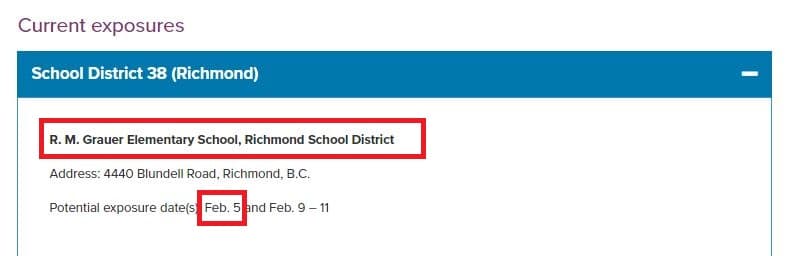 Current exposures
School District 38 (Richmond)
R. M. Grauer Elementary School, Richmond School District
Address: 4440 Blundell Road, Richmond, B.C.
Potential exposure date(s) Feb. 5 and Feb. 9 – 11